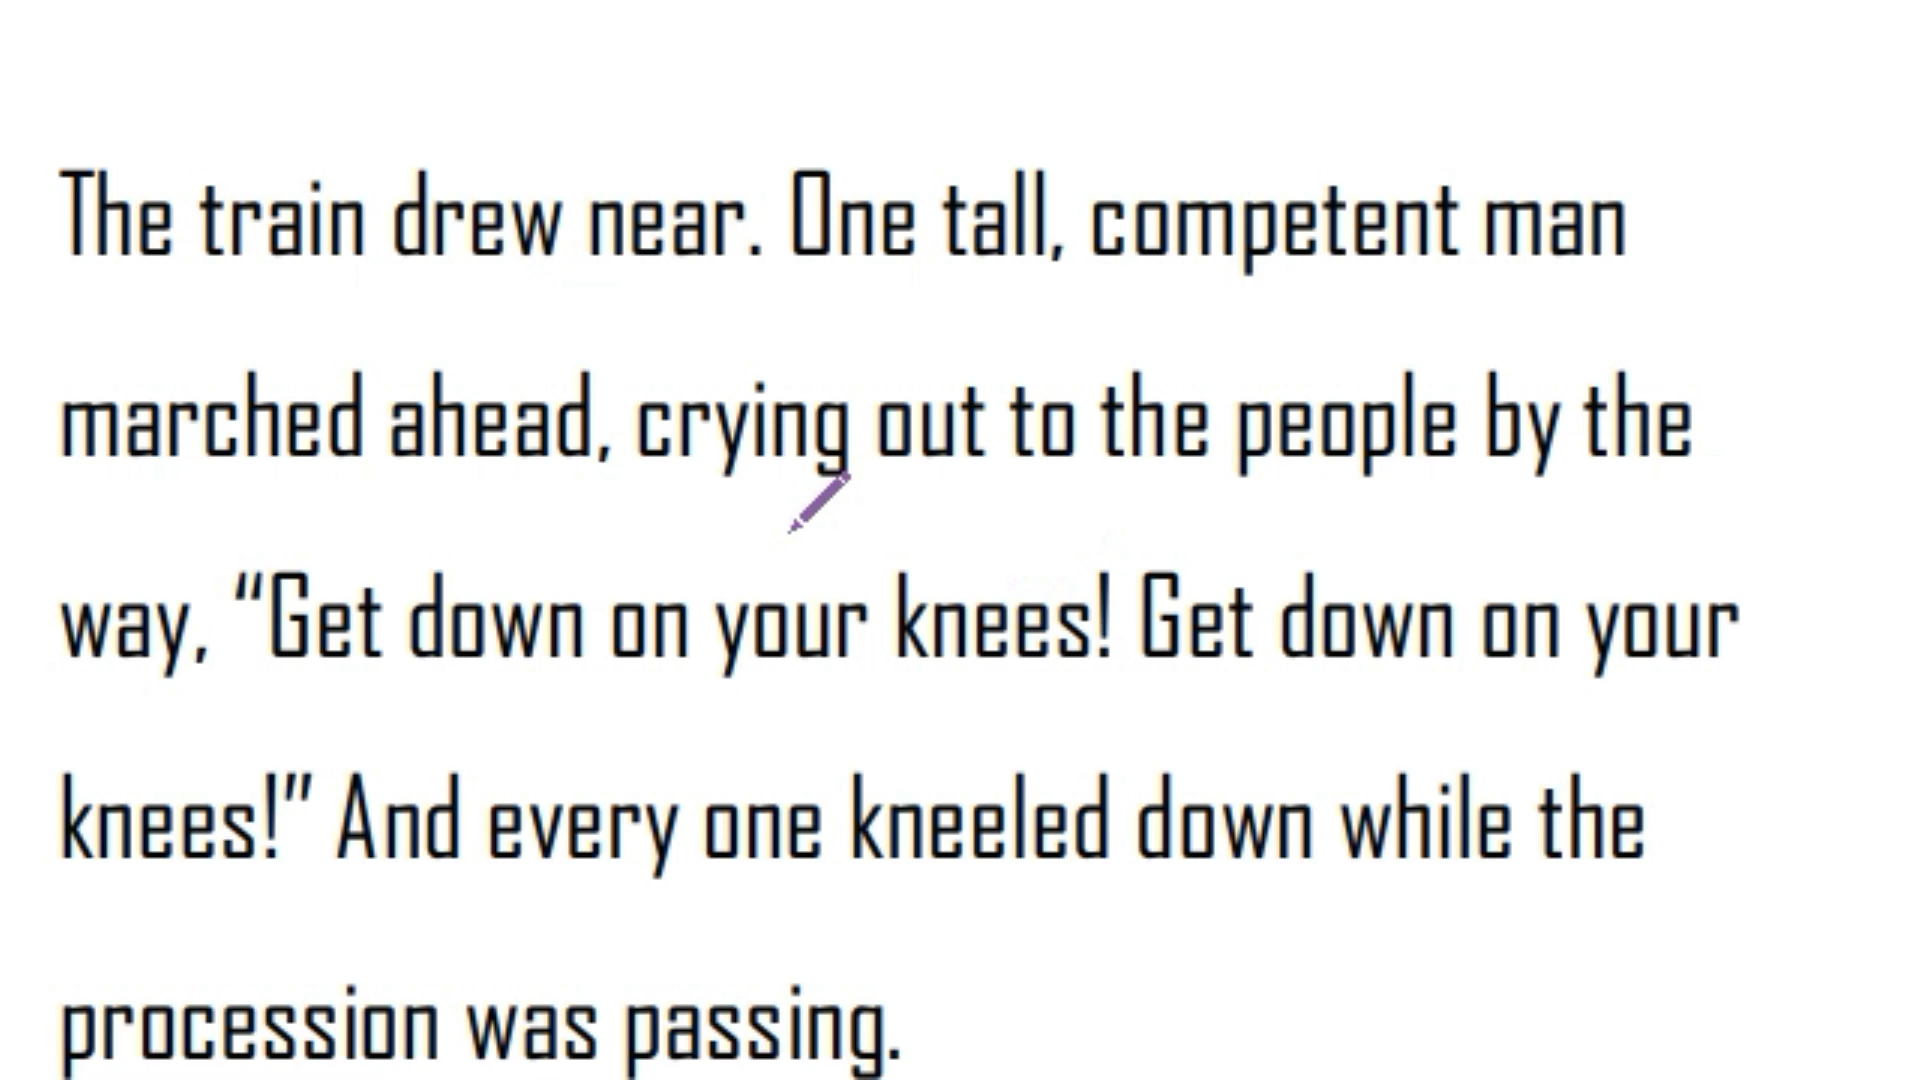 The train drew near. One tall, competent man
marched ahead, crying out to the people by the
way, “Get down on your knees! Get down on your
knees!” And every one kneeled down while the
procession was passing.